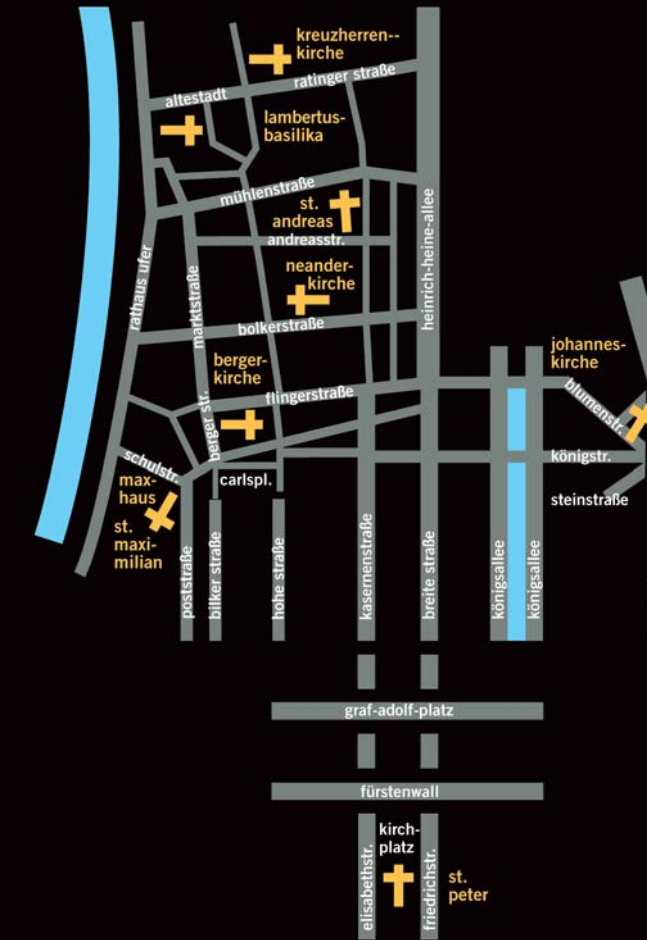 kreuzherren--
kirche
ratinger straße
altestadt
lambertus-
basilika
mühlenstraße
st.
andreas
andreasstr.
heinrich-heine-allee
neander-
kirche
rathaus ufer
marktstraße
bolkerstraße
johannes-
kirche
berger-
kirche
flingerstraße
blumenstr.
berger str.
schulstr.
königstr.
carlspl.
max-
haus
steinstraße
st.
maxi-
milian
poststraße
bilker straße
hohe straße
kasernenstraße
breite straße
königsallee
königsallee
graf-adolf-platz
fürstenwall
kirch-
platz
elisabethstr.
friedrichstr.
st.
peter